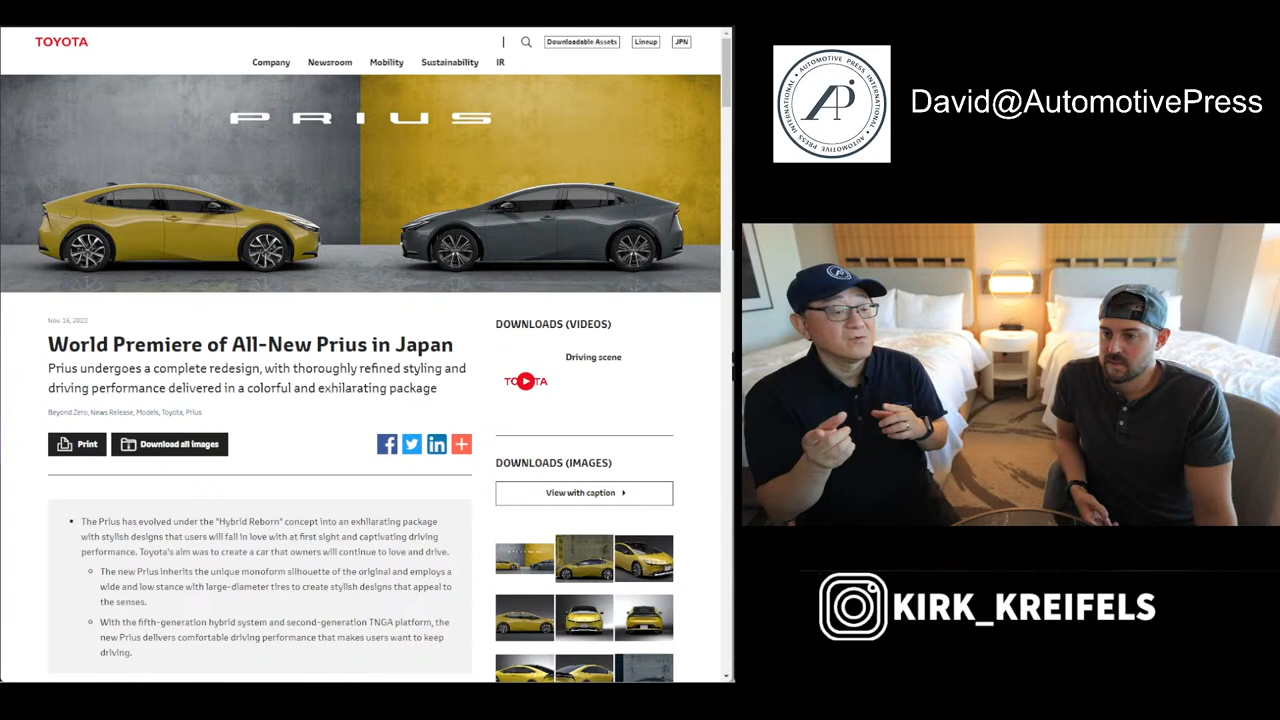 TOYOTA
Downloadable Assets
Lineup
JPN
Company
Newsroom
Mobility
Sustainability
IR
PRIUS
Nov. 16, 2022
World Premiere of All-New Prius in Japan
Prius undergoes a complete redesign, with thoroughly refined styling and
driving performance delivered in a colorful and exhilarating package
Beyond Zero, News Release, Models, Toyota, Prius
Print
Download all images
The Prius has evolved under the "Hybrid Reborn" concept into an exhilarating package
with stylish designs that users will fall in love with at first sight and captivating driving
performance. Toyota's aim was to create a car that owners will continue to love and drive.
The new Prius inherits the unique monoform silhouette of the original and employs a
wide and low stance with large-diameter tires to create stylish designs that appeal to
the senses.
With the fifth-generation hybrid system and second-generation TNGA platform, the
new Prius delivers comfortable driving performance that makes users want to keep
driving.
DOWNLOADS (VIDEOS)
Driving scene
DOWNLOADS (IMAGES)
View with caption
AUTOMOTIVE PRESS INTERNATIONAL
AUTOMOTIVE PRESS INTERNATIONAL
API
David@AutomotivePress
KIRK_KREIFELS